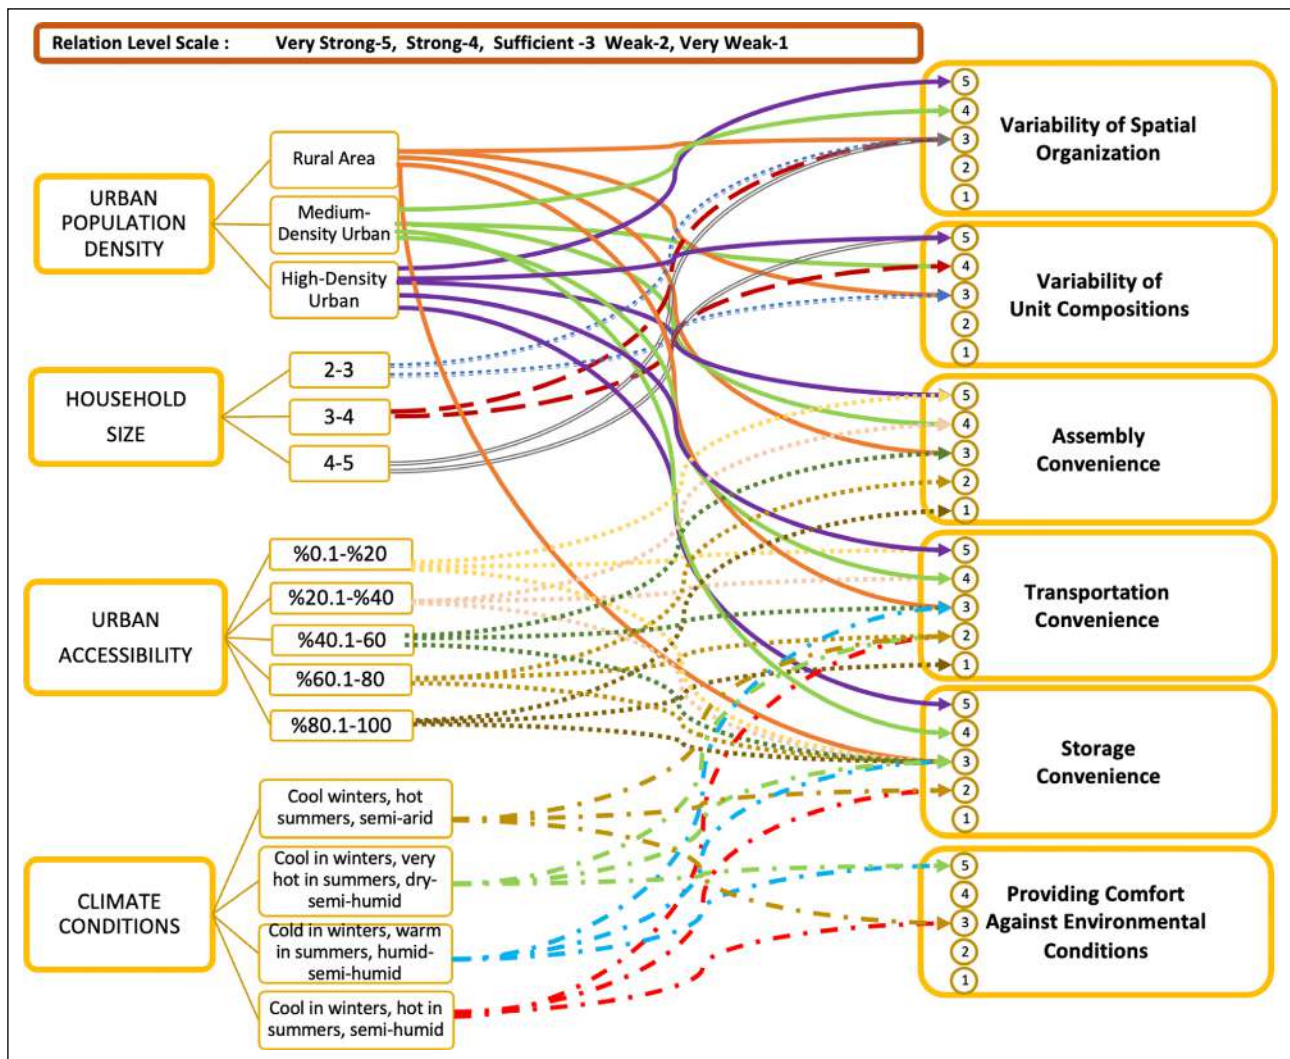 Relation Level Scale : Very Strong-5, Strong-4, Sufficient -3 Weak-2, Very Weak-1
URBAN
POPULATION
DENSITY
Rural Area
Medium-
Density Urban
High-Density
Urban
HOUSEHOLD
SIZE
2-3
3-4
4-5
URBAN
ACCESSIBILITY
%0.1-%20
%20.1-%40
%40.1-60
%60.1-80
%80.1-100
CLIMATE
CONDITIONS
Cool winters, hot
summers, semi-arid
Cool in winters, very
hot in summers, dry-
semi-humid
Cold in winters, warm
in summers, humid-
semi-humid
Cool in winters, hot in
summers, semi-humid
5
4
3
2
1
Variability of Spatial
Organization
5
4
3
2
1
Variability of
Unit Compositions
5
4
3
2
1
Assembly
Convenience
5
4
3
2
1
Transportation
Convenience
5
4
3
2
1
Storage
Convenience
5
4
3
2
1
Providing Comfort
Against Environmental
Conditions